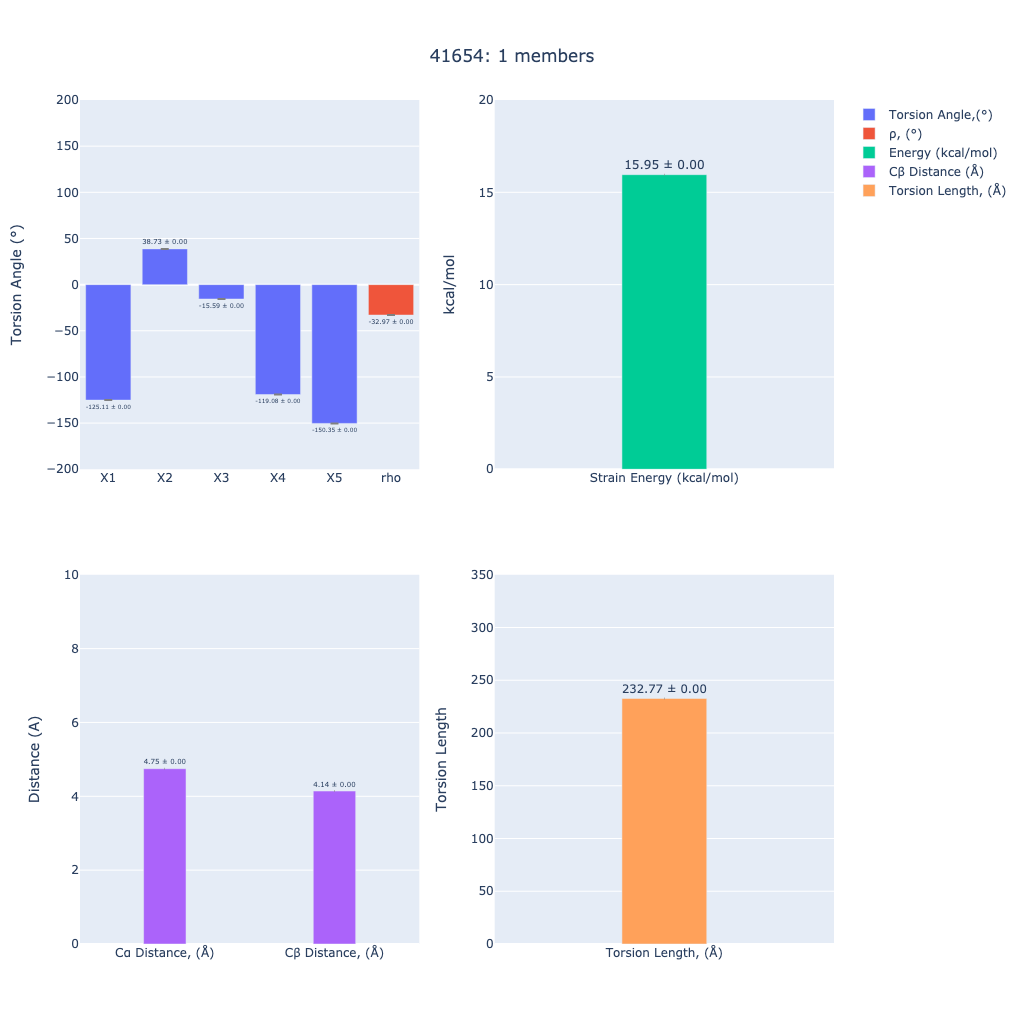 41654: 1 members
Torsion Angle (°)
200
150
100
50
0
−50
−100
−150
−200
-125.11 ± 0.00
38.73 ± 0.00
-15.59 ± 0.00
-119.08 ± 0.00
-150.35 ± 0.00
-32.97 ± 0.00
X1 X2 X3 X4 X5 rho
kcal/mol
20
15
10
5
0
15.95 ± 0.00
Strain Energy (kcal/mol)
Torsion Angle,(°)
ρ, (°)
Energy (kcal/mol)
Cβ Distance (Å)
Torsion Length, (Å)
Distance (A)
10
8
6
4
2
0
4.75 ± 0.00
4.14 ± 0.00
Cα Distance, (Å) Cβ Distance, (Å)
Torsion Length
350
300
250
200
150
100
50
0
232.77 ± 0.00
Torsion Length, (Å)